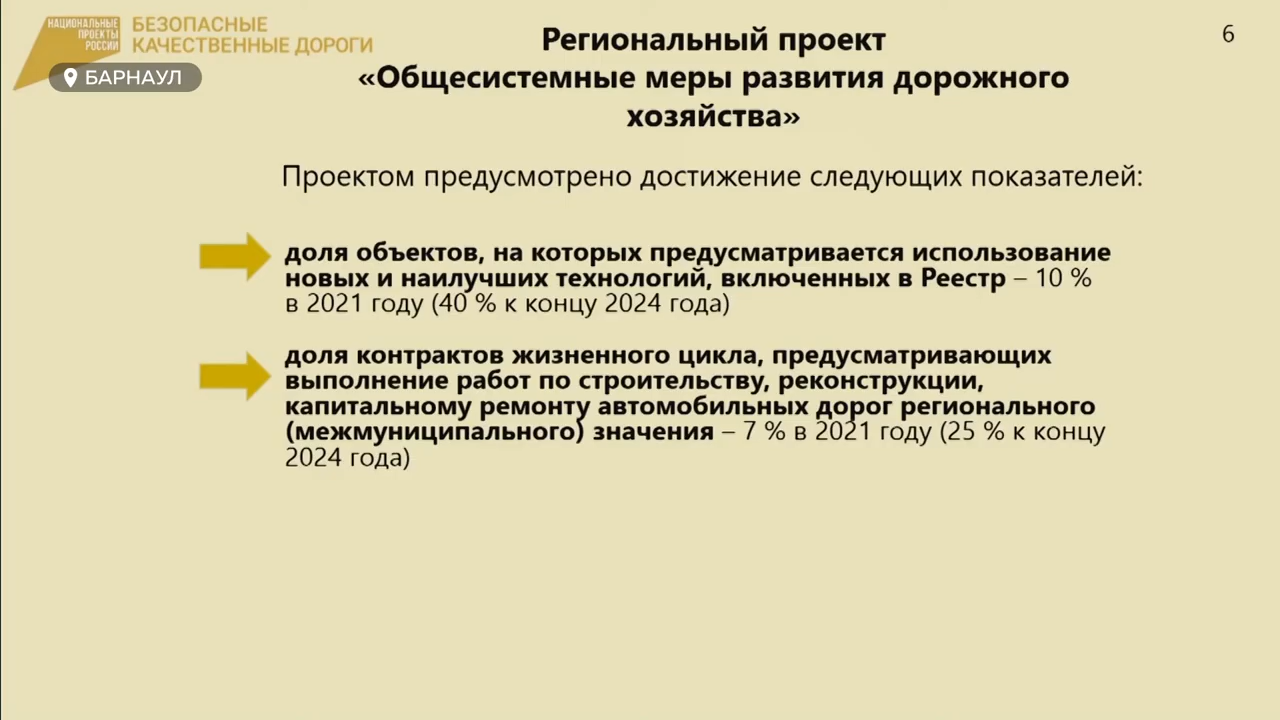 НАЦИОНАЛЬНЫЕ
ПРОЕКТЫ
РОССИИ
БЕЗОПАСНЫЕ
КАЧЕСТВЕННЫЕ ДОРОГИ
БАРНАУЛ
6
Региональный проект
«Общесистемные меры развития дорожного
хозяйства»
Проектом предусмотрено достижение следующих показателей:
доля объектов, на которых предусматривается использование
новых и наилучших технологий, включенных в Реестр – 10 %
в 2021 году (40 % к концу 2024 года)
доля контрактов жизненного цикла, предусматривающих
выполнение работ по строительству, реконструкции,
капитальному ремонту автомобильных дорог регионального
(межмуниципального) значения – 7 % в 2021 году (25 % к концу
2024 года)